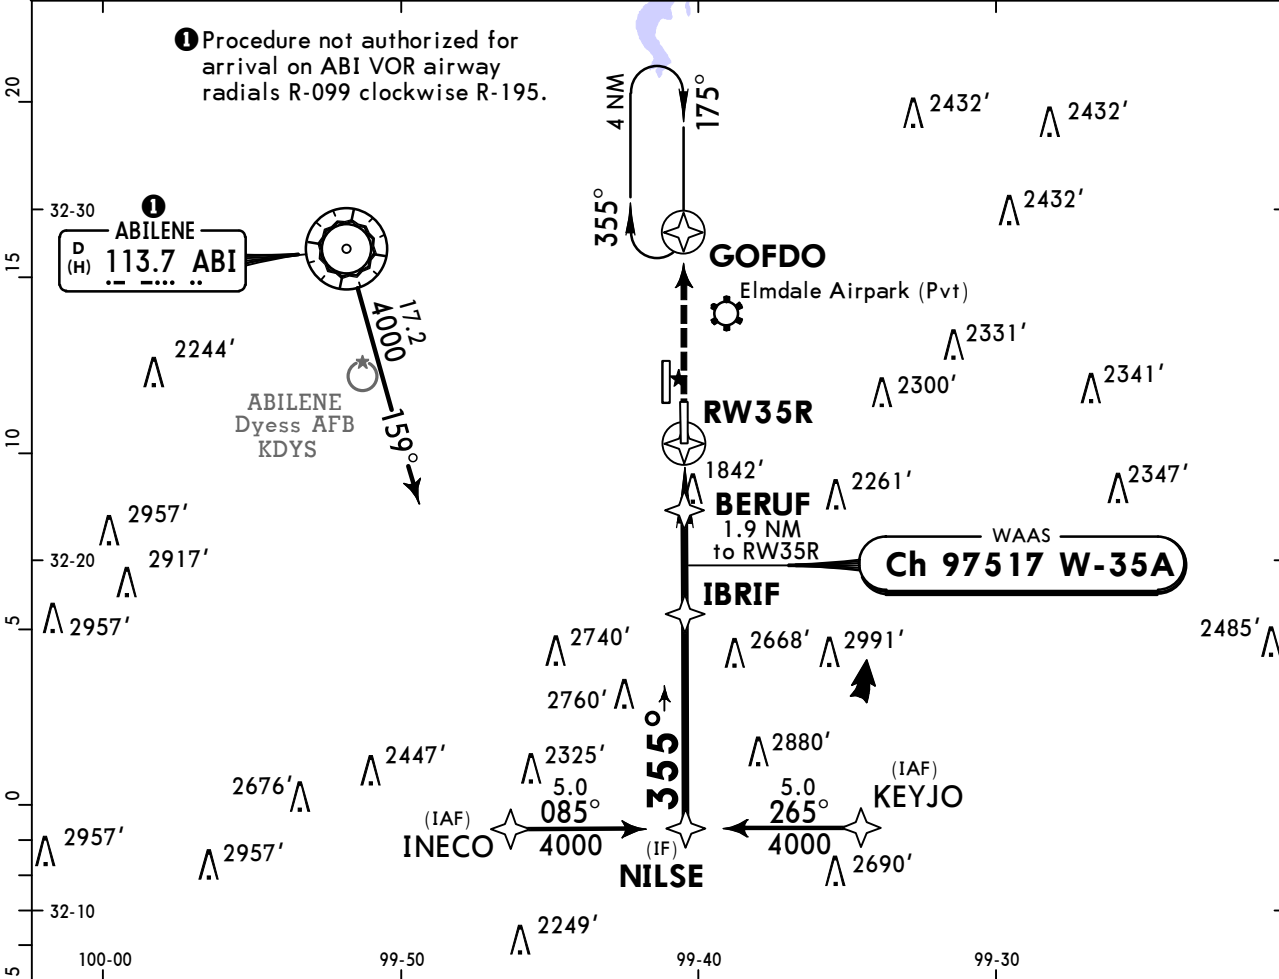 ❶ Procedure not authorized for
arrival on ABI VOR airway
radials R-099 clockwise R-195.
20
4 NM
175°
2432'
2432'
32-30
❶
ABILENE
D
(H)
113.7 ABI
355°
2432'
GOFDO
15
Elmdale Airpark (Pvt)
17.2
4000
2244'
2331'
2300'
2341'
ABILENE
Dyess AFB
KDYS
159°
RW35R
10
1842'
2261'
2347'
BERUF
1.9 NM
to RW35R
WAAS
Ch 97517 W-35A
2957'
32-20
2917'
IBRIF
5
2957'
2740'
2668'
2991'
2485'
2760'
355°
2447'
2325'
2880'
2676'
0
(IAF)
INECO
5.0
085°
4000
(IF)
NILSE
5.0
265°
4000
(IAF)
KEYJO
2957'
2957'
2690'
32-10
2249'
5
100-00
99-50
99-40
99-30